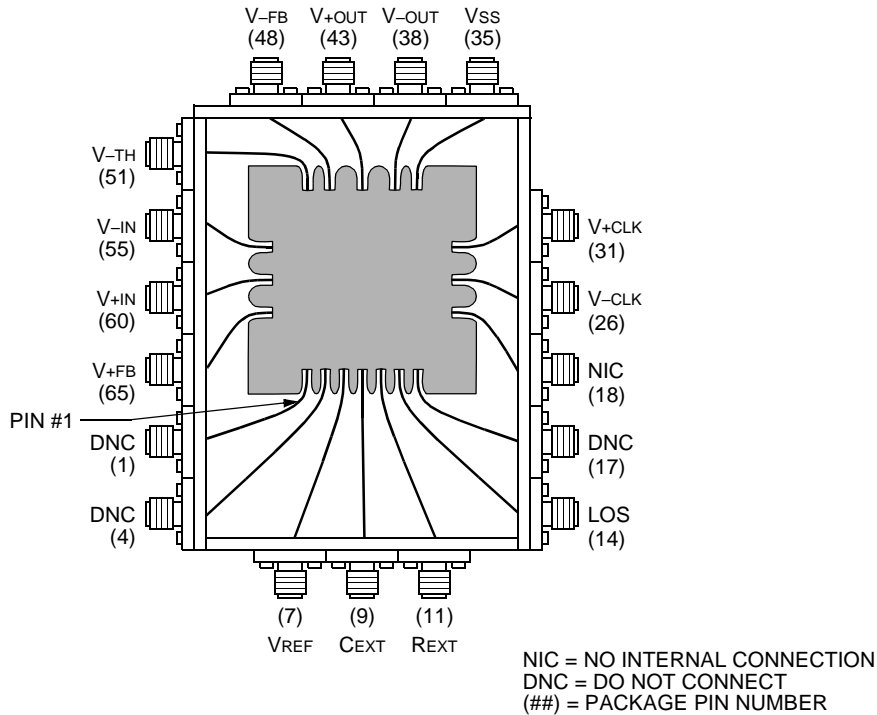 V–FB
(48)
V+OUT
(43)
V–OUT
(38)
VSS
(35)
V–TH
(51)
V–IN
(55)
V+IN
(60)
V+FB
(65)
PIN #1
DNC
(1)
DNC
(4)
V+CLK
(31)
V–CLK
(26)
NIC
(18)
DNC
(17)
LOS
(14)
(7)
VREF
(9)
CEXT
(11)
REXT
NIC = NO INTERNAL CONNECTION
DNC = DO NOT CONNECT
(##) = PACKAGE PIN NUMBER